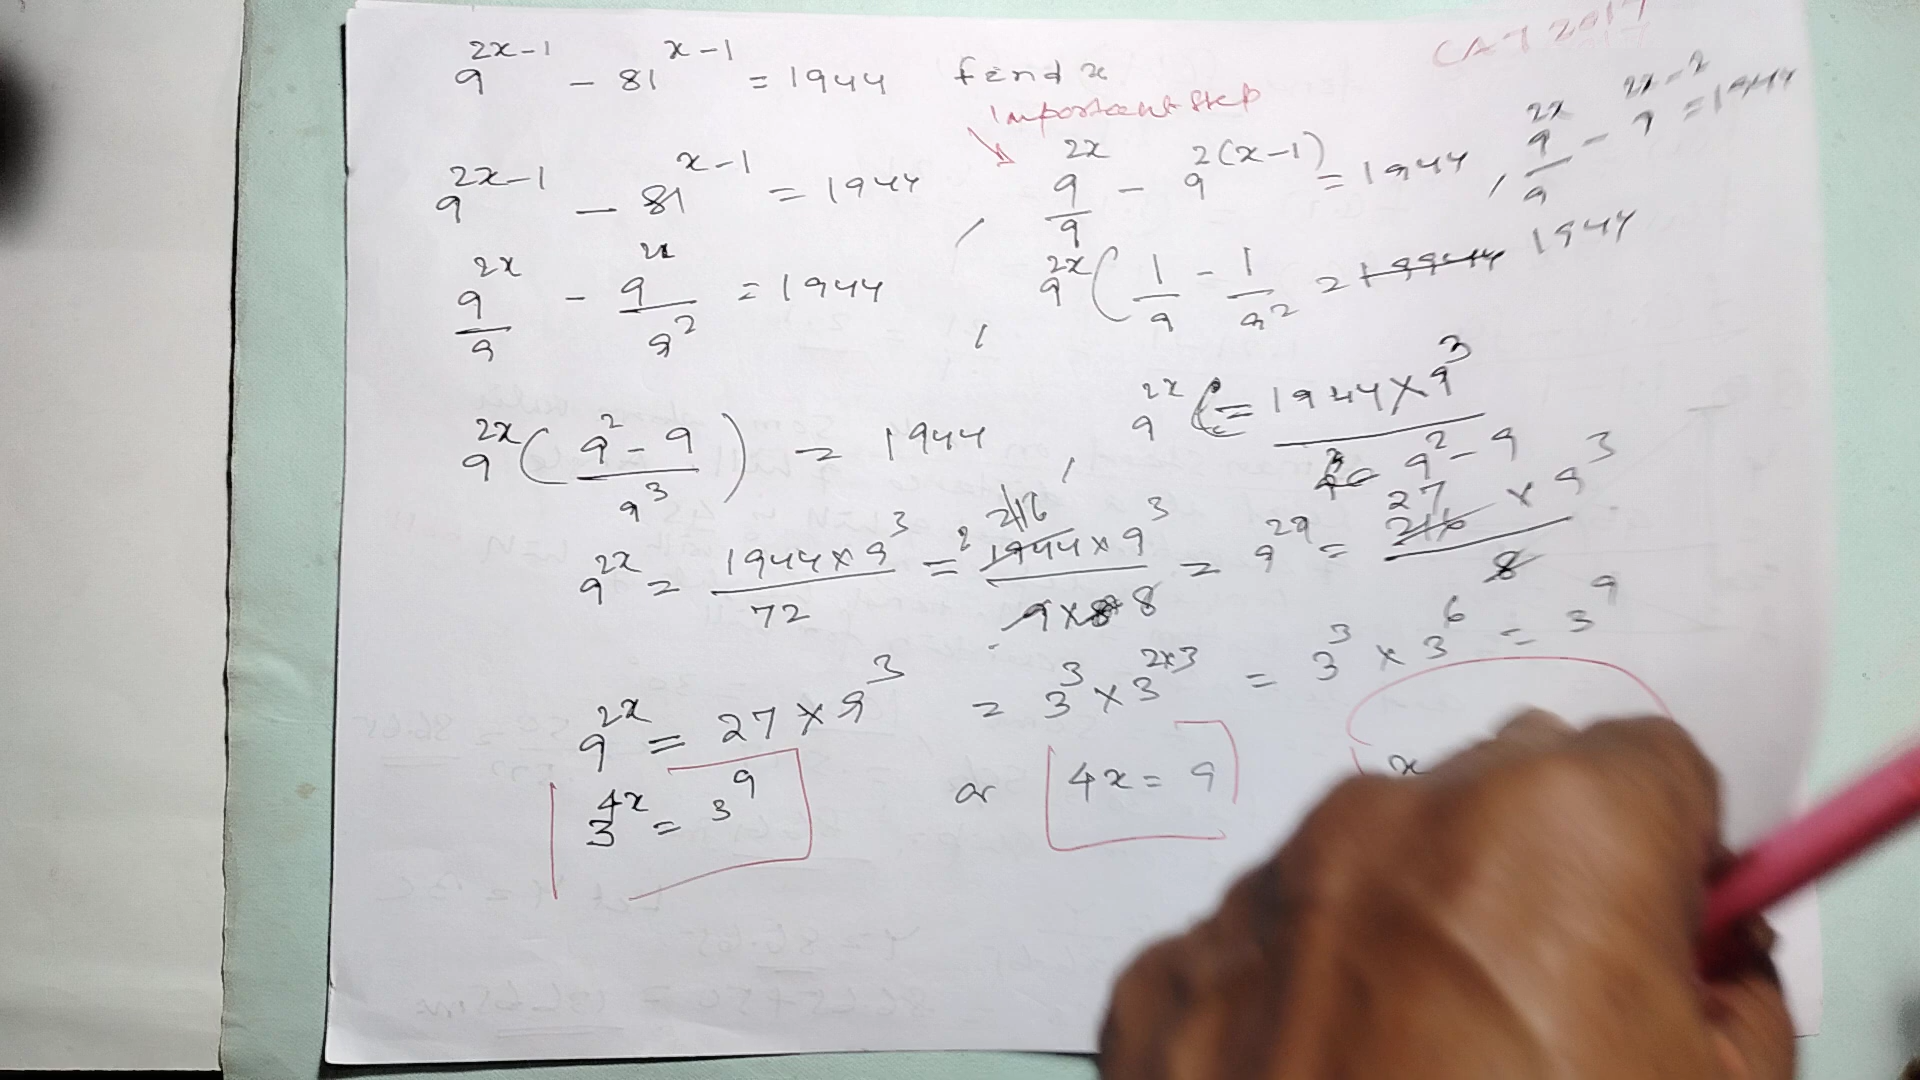 CAT 2017
9^{2x-1} - 81^{x-1} = 1944 find x
Important step
9^{2x-1} - 81^{x-1} = 1944, 9^{2x}/9 - 9^{2(x-1)} = 1944, 9^{2x}/9 - 9^{2x-2} = 1944
9^{2x}/9 - 9^{2x}/9^2 = 1944, 9^{2x}(1/9 - 1/9^2 = 1944
9^{2x}(9^2-9/9^3) = 1944, 9^{2x} = 1944×9^3/9^2-9
9^{2x} = 1944×9^3/72 = 1944×9^3/9×8 = 9^{2x} = 27×9^3/8
9^{2x} = 27×9^3 = 3^3×3^{2×3} = 3^3×3^6 = 3^9
3^{4x} = 3^9 or 4x = 9 x